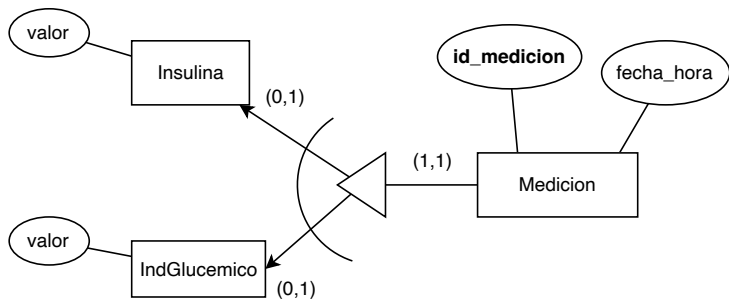 valor
Insulina
(0,1)
id_medicion
fecha_hora
(1,1)
Medicion
valor
IndGlucemico
(0,1)